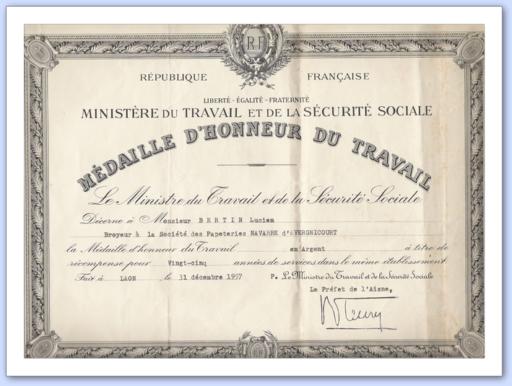 RF
RÉPUBLIQUE FRANÇAISE
LIBERTÉ - ÉGALITÉ - FRATERNITÉ
MINISTÈRE DU TRAVAIL ET DE LA SÉCURITÉ SOCIALE
MÉDAILLE D'HONNEUR DU TRAVAIL
Le Ministre du Travail et de la Sécurité Sociale
Décerne à Monsieur BERTIN Lucien
Broyeur à la Société des Papeteries NAVARRE d'EVERGNICOURT
la Médaille d'honneur du Travail en Argent à titre de
récompense pour Vingt-cinq années de services dans le même établissement
Fait à LAON le 31 décembre 1957 P. Le Ministre du Travail et de la Sécurité Sociale
Le Préfet de l'Aisne,